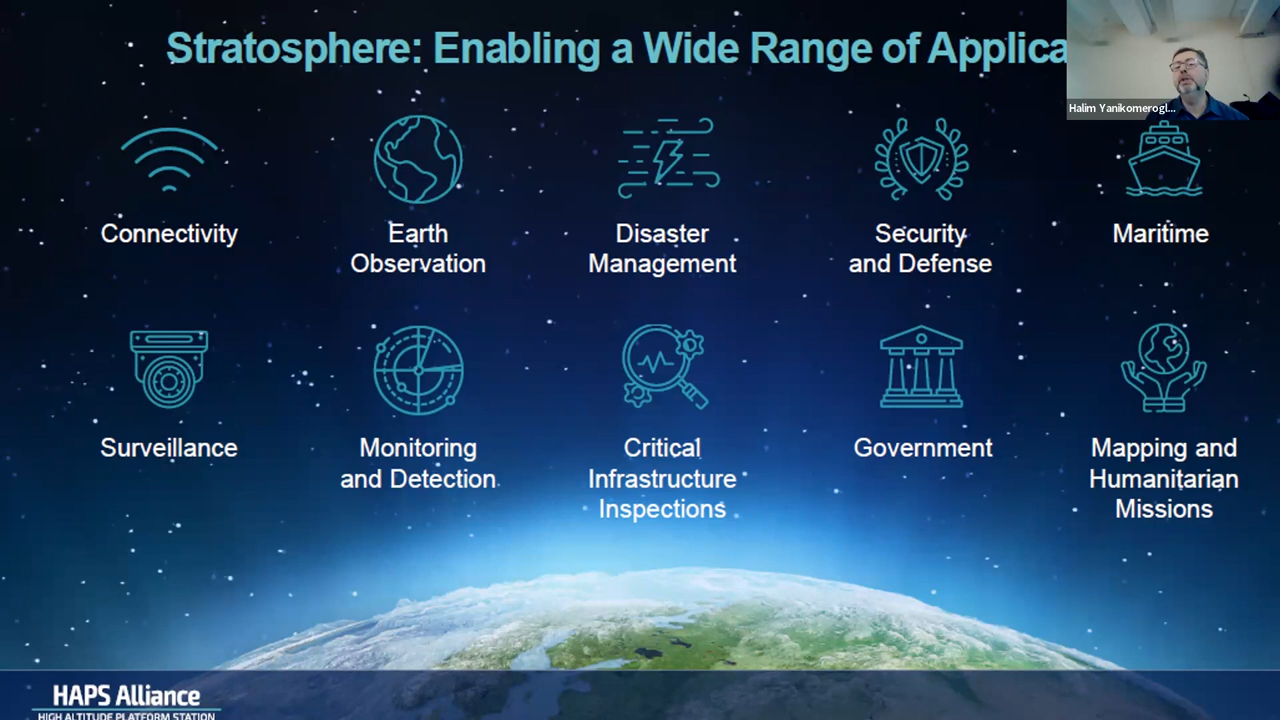 Stratosphere: Enabling a Wide Range of Applica
Halim Yanikomerogl...
Connectivity
Earth
Observation
Disaster
Management
Security
and Defense
Maritime
Surveillance
Monitoring
and Detection
Critical
Infrastructure
Inspections
Government
Mapping and
Humanitarian
Missions
HAPS Alliance
HIGH ALTITUDE PLATFORM STATION